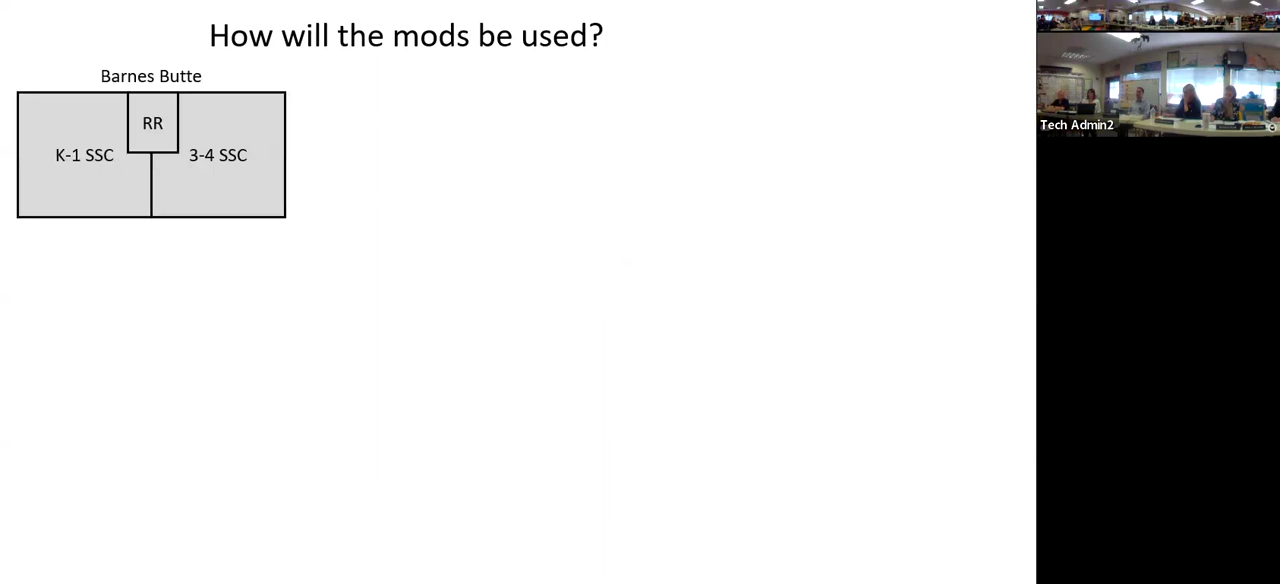 How will the mods be used?
Barnes Butte
RR
K-1 SSC
3-4 SSC
Tech Admin2